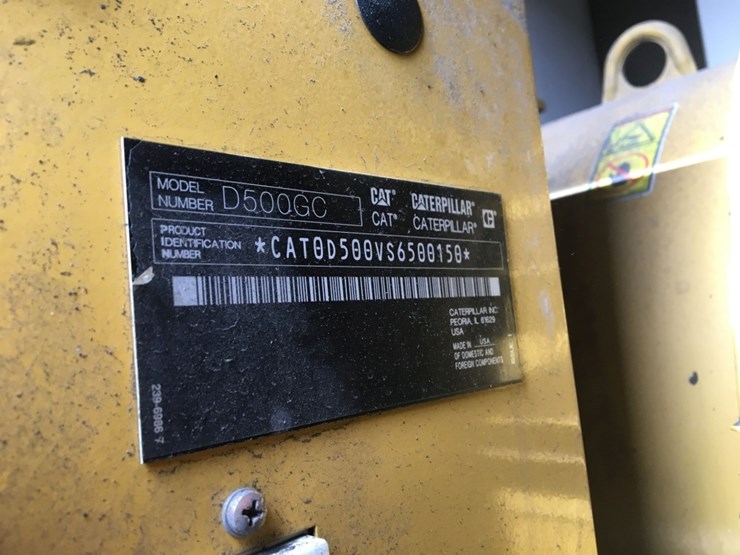 MODEL NUMBER D500GC
CAT® CATERPILLAR®
CAT® CATERPILLAR®
PRODUCT IDENTIFICATION NUMBER *CAT0D500VS6500150*
CATERPILLAR INC.
PEORIA, IL 61629
USA
MADE IN USA
OF DOMESTIC AND
FOREIGN COMPONENTS
239-6986 7